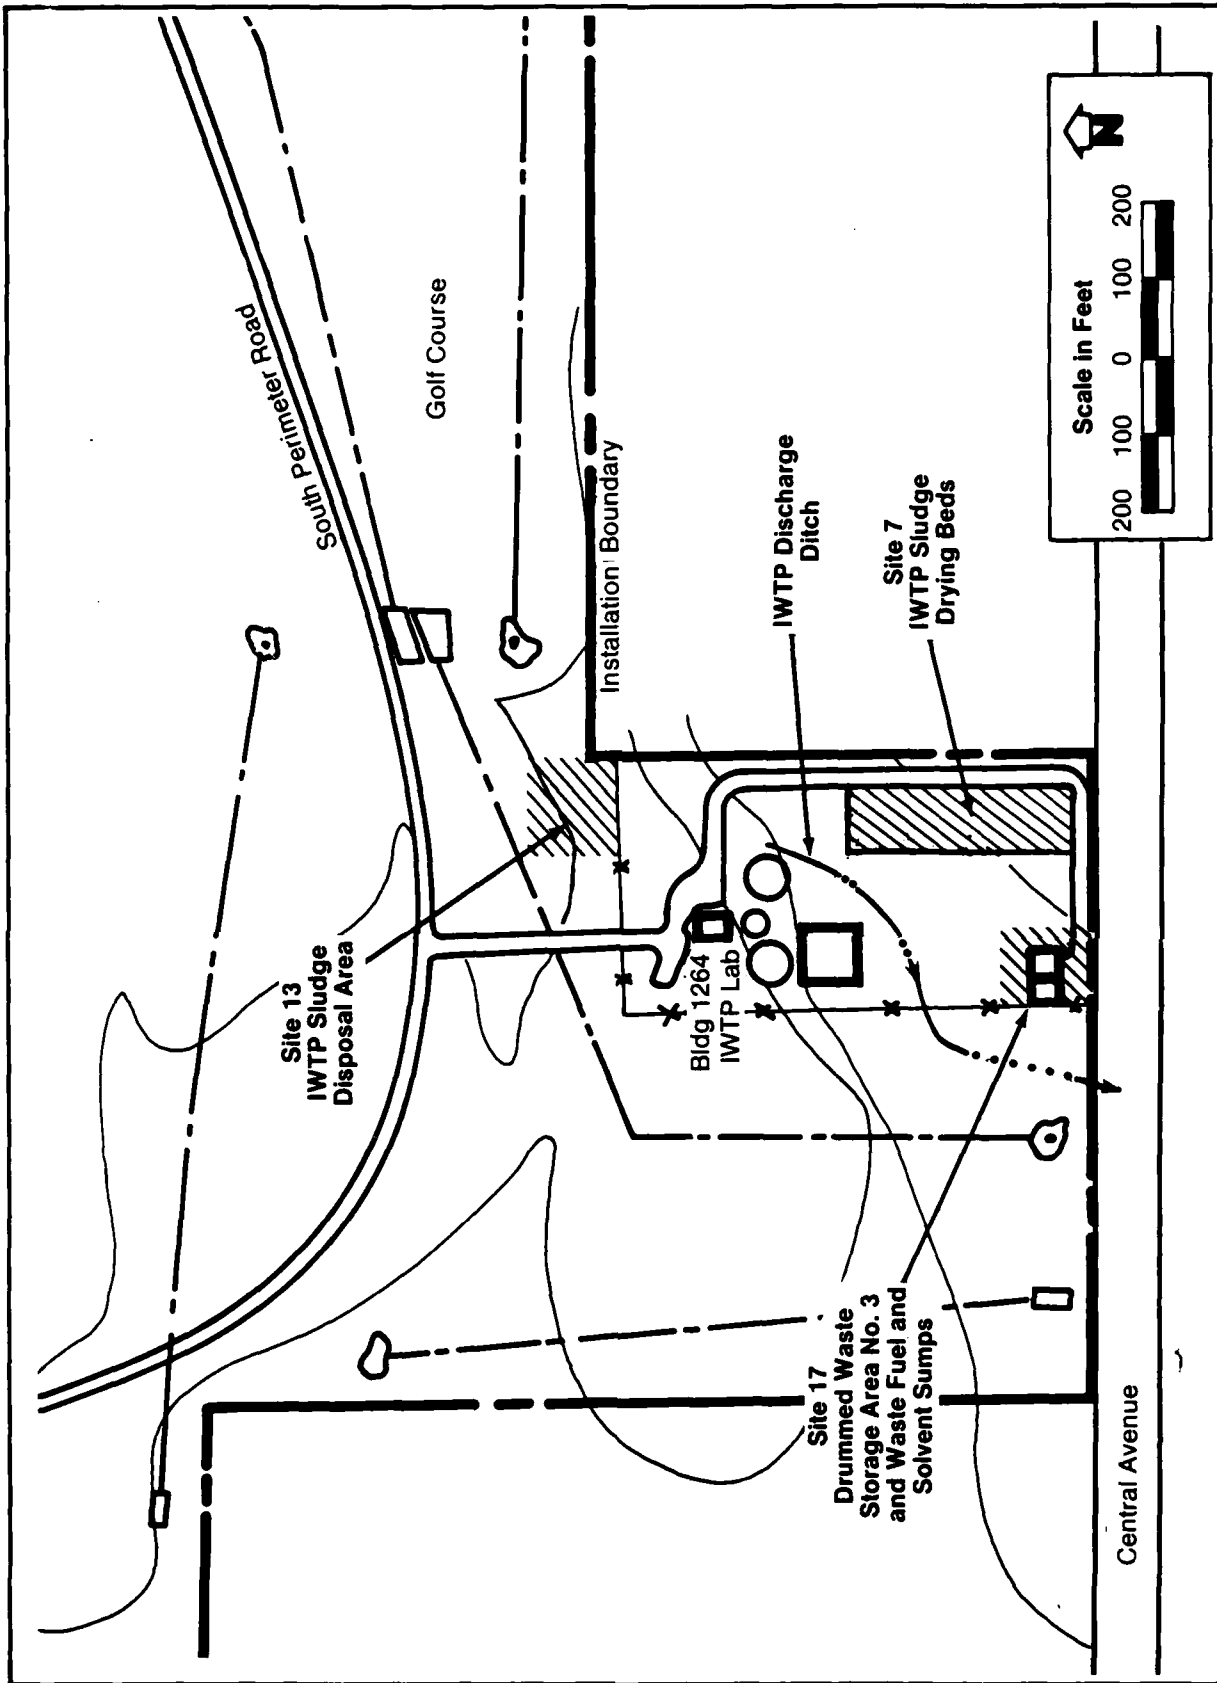 South Perimeter Road
Golf Course
Installation Boundary
Site 13
IWTP Sludge
Disposal Area
Bldg 1264
IWTP Lab
IWTP Discharge
Ditch
Site 7
IWTP Sludge
Drying Beds
Site 17
Drummed Waste
Storage Area No. 3
and Waste Fuel and
Solvent Sumps
Central Avenue
Scale in Feet
200 100 0 100 200
N